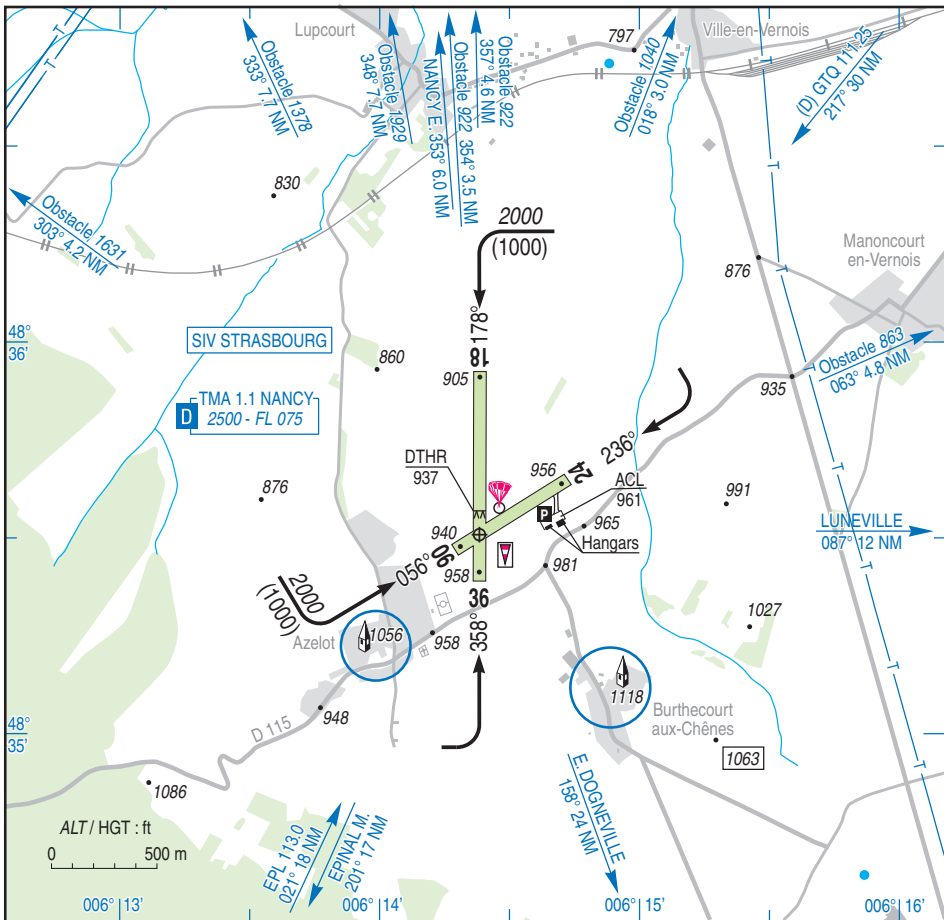 Lupcourt
797
Ville-en-Vernois
Obstacle 1378
333° 7.7 NM
Obstacle 1929
348° 7.7 NM
NANCY E. 353° 6.0 NM
Obstacle 922 354° 3.5 NM
Obstacle 922
357° 4.6 NM
Obstacle 1040
018° 3.0 NM
(D) GTQ 111.25
217° 30 NM
T
T
T
830
Obstacle 1631
303° 4.2 NM
2000
(1000)
Manoncourt
en-Vernois
876
48°
36'
SIV STRASBOURG
178°
18
860
905
Obstacle 863
063° 4.8 NM
935
D
TMA 1.1 NANCY
2500 - FL 075
T
236°
24
DTHR
937
956
ACL
961
876
991
P
965
LUNEVILLE
087° 12 NM
940
Hangars
06
056°
958
981
2000
(1000)
36
358°
1027
Azelot
1056
958
T
1118
Burthecourt
aux-Chênes
948
D 115
48°
35'
1063
1086
E. DOGNEVILLE
158° 24 NM
T
ALT / HGT : ft
0 500 m
EPL 113.0
021° 18 NM
EPINAL M.
201° 17 NM
006° 13'
006° 14'
006° 15'
006° 16'